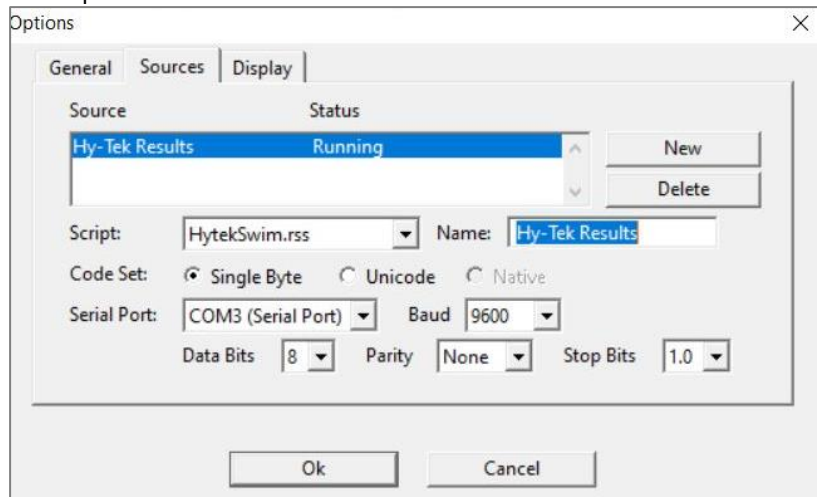 Options
General Sources Display
Source Status
Hy-Tek Results Running
New
Delete
Script: HytekSwim.rss Name: Hy-Tek Results
Code Set: Single Byte Unicode Native
Serial Port: COM3 (Serial Port) Baud 9600
Data Bits 8 Parity None Stop Bits 1.0
Ok Cancel